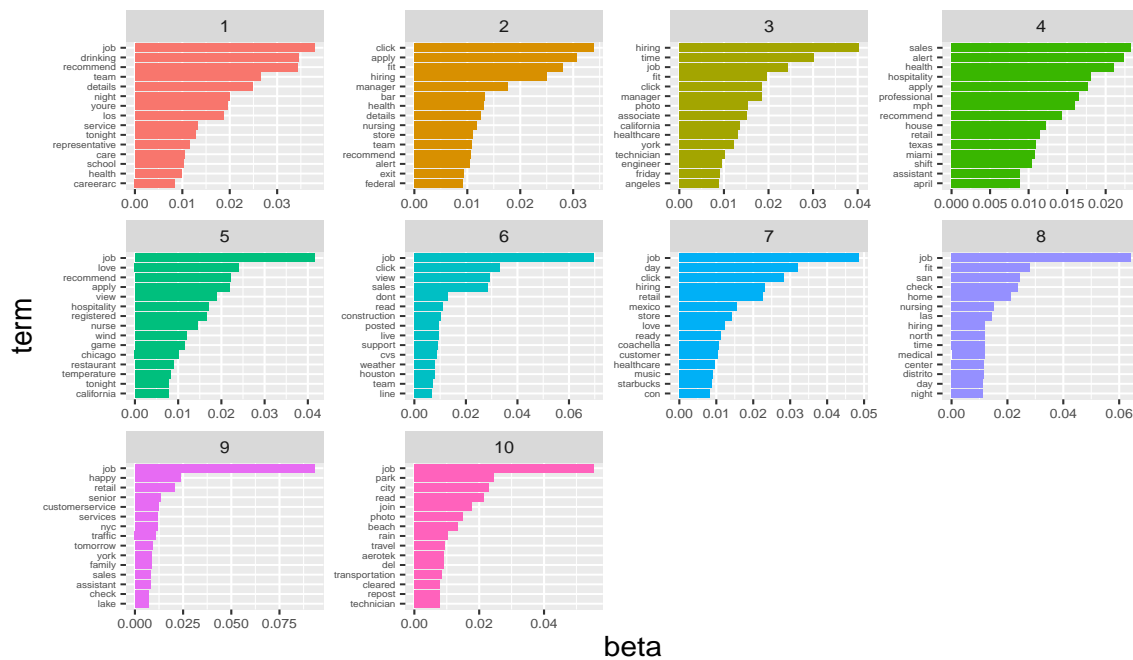 1
job
drinking
recommend
team
details
night
youre
los
service
tonight
representative
care
school
health
careerarc
0.00 0.01 0.02 0.03
2
click
apply
fit
hiring
manager
bar
health
details
nursing
store
team
recommend
alert
exit
federal
0.00 0.01 0.02 0.03
3
hiring
time
job
fit
click
manager
photo
associate
california
healthcare
york
technician
engineer
friday
angeles
0.00 0.01 0.02 0.03 0.04
4
sales
alert
health
hospitality
apply
professional
mph
recommend
house
retail
texas
miami
shift
assistant
april
0.000 0.005 0.010 0.015 0.020
5
job
love
recommend
apply
view
hospitality
registered
nurse
wind
game
chicago
restaurant
temperature
tonight
california
0.00 0.01 0.02 0.03 0.04
6
job
click
view
sales
dont
read
construction
posted
live
support
cvs
weather
houston
team
line
0.00 0.02 0.04 0.06
7
job
day
click
hiring
retail
mexico
store
love
ready
coachella
customer
healthcare
music
starbucks
con
0.00 0.01 0.02 0.03 0.04 0.05
8
job
fit
san
check
home
nursing
las
hiring
north
time
medical
center
distrito
day
night
0.00 0.02 0.04 0.06
9
job
happy
retail
senior
customerservice
services
nyc
traffic
tomorrow
york
family
sales
assistant
check
lake
0.000 0.025 0.050 0.075
10
job
park
city
read
join
photo
beach
rain
travel
aerotek
del
transportation
cleared
repost
technician
0.00 0.02 0.04
term
beta